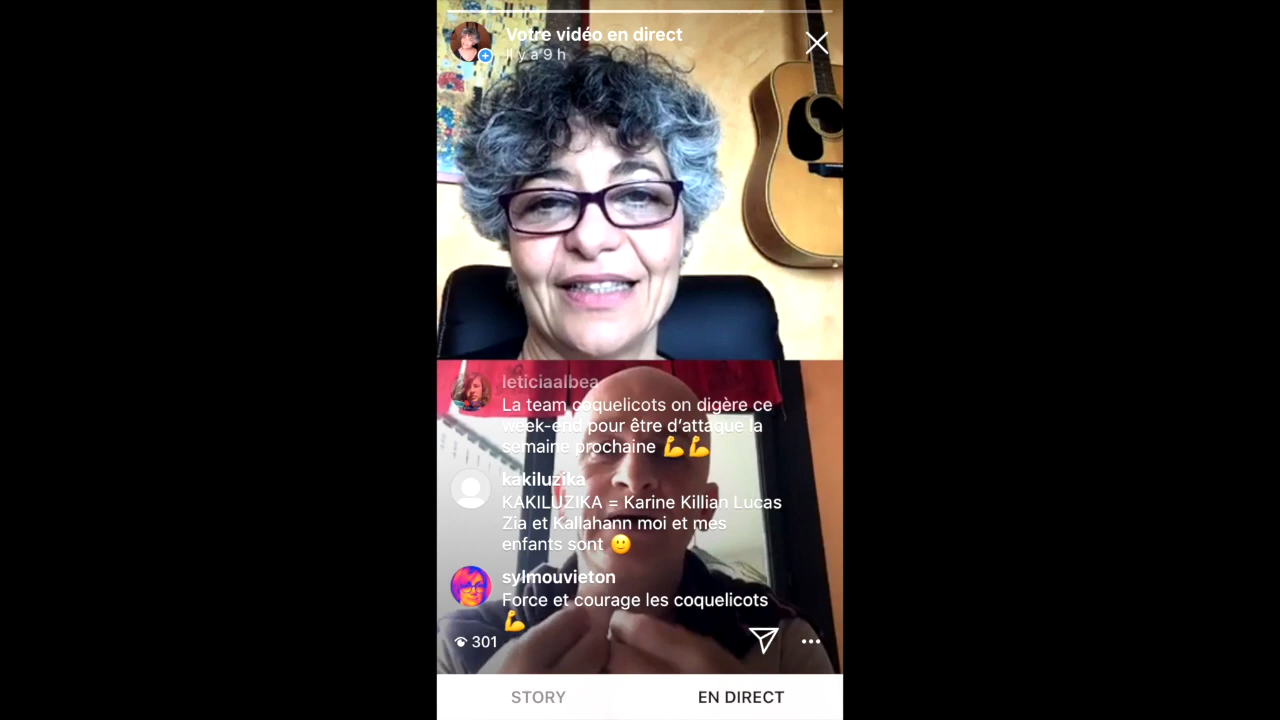 Votre vidéo en direct
Il y a 9 h
leticiaalbea
La team coquelicots on digère ce
week-end pour être d’attaque la
semaine prochaine 💪💪
kakiluzika
KAKILUZIKA = Karine Killian Lucas
Zia et Kallahann moi et mes
enfants sont 🙂
sylmouvieton
Force et courage les coquelicots
💪
301
STORY
EN DIRECT